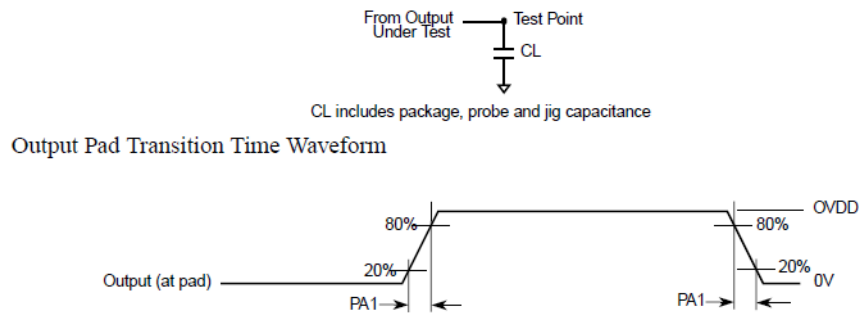 From Output
Under Test
Test Point
CL
CL includes package, probe and jig capacitance
Output Pad Transition Time Waveform
OVDD
80%
80%
20%
20%
0V
Output (at pad)
PA1
PA1